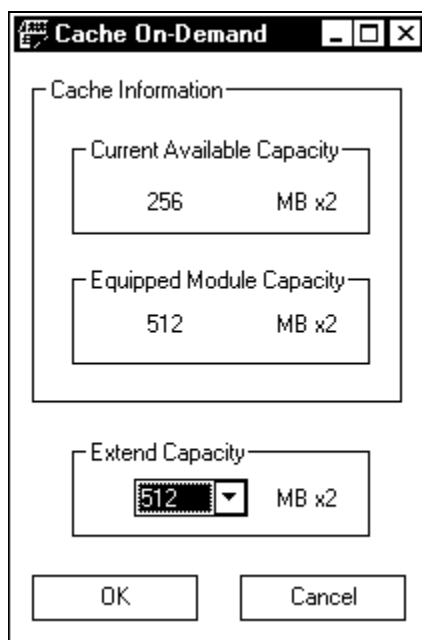 Cache On-Demand
Cache Information
Current Available Capacity
256 MB x2
Equipped Module Capacity
512 MB x2
Extend Capacity
512 MB x2
OK Cancel